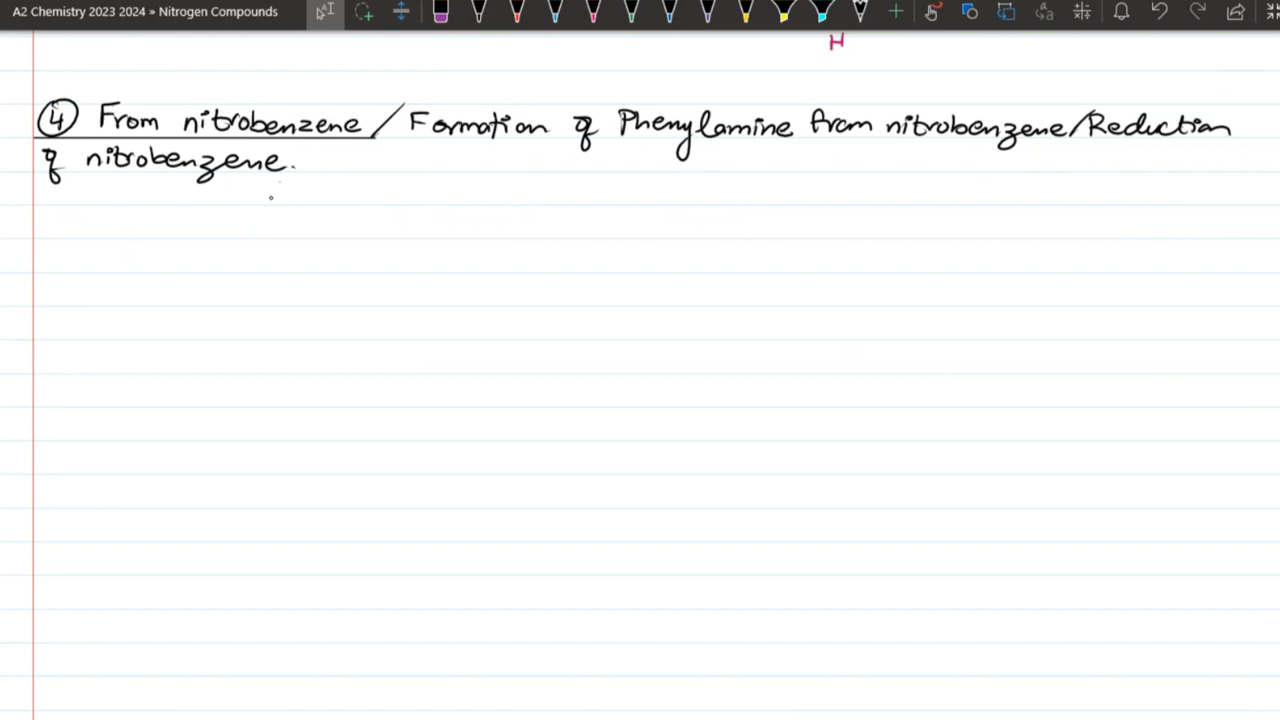 A2 Chemistry 2023 2024 » Nitrogen Compounds
H
④ From nitrobenzene / Formation of Phenylamine from nitrobenzene/Reduction
of nitrobenzene.